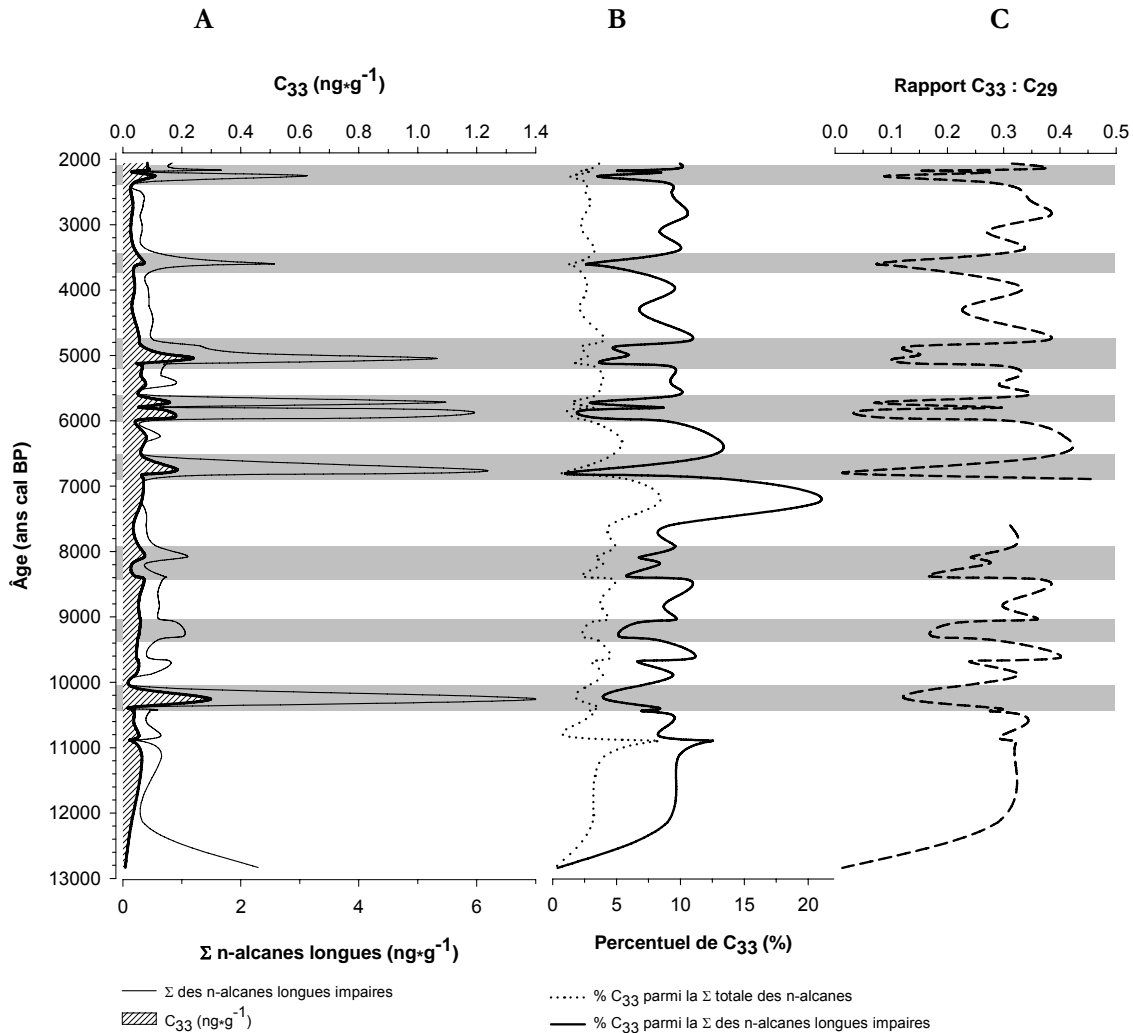 A B C
C33 (ng*g-1)
Rapport C33 : C29
0.0 0.2 0.4 0.6 0.8 1.0 1.2 1.4
0.0 0.1 0.2 0.3 0.4 0.5
2000
3000
4000
5000
6000
7000
8000
9000
10000
11000
12000
13000
Âge (ans cal BP)
0 2 4 6
0 5 10 15 20
Σ n-alcanes longues (ng*g-1)
Percentuel de C33 (%)
Σ des n-alcanes longues impaires
C33 (ng*g-1)
% C33 parmi la Σ totale des n-alcanes
% C33 parmi la Σ des n-alcanes longues impaires